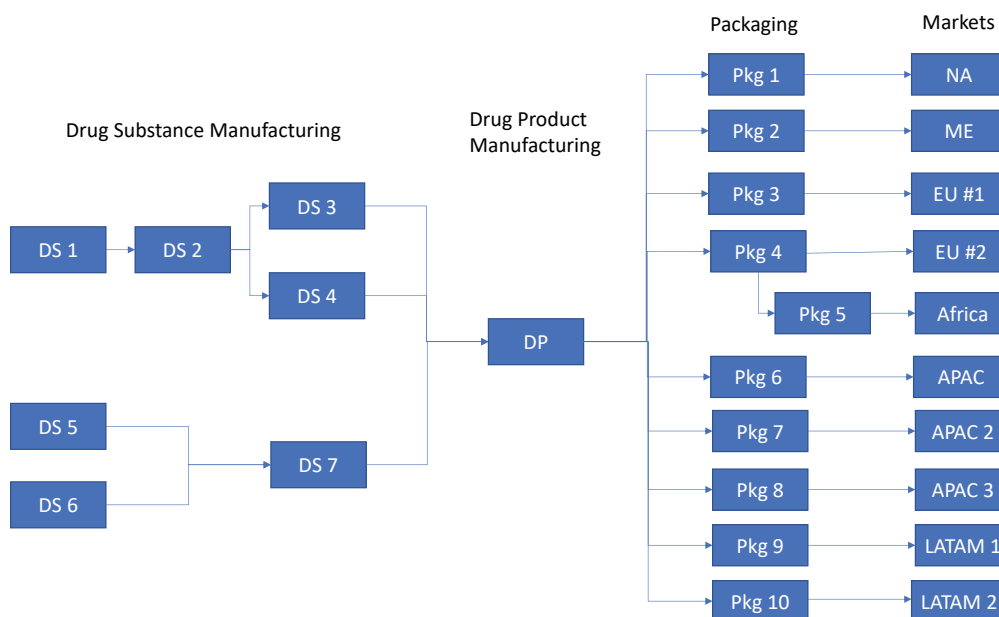 Packaging
Markets
Drug Substance Manufacturing
Drug Product
Manufacturing
DS 1
DS 2
DS 3
DS 4
DS 5
DS 6
DS 7
DP
Pkg 1
NA
Pkg 2
ME
Pkg 3
EU #1
Pkg 4
EU #2
Pkg 5
Africa
Pkg 6
APAC
Pkg 7
APAC 2
Pkg 8
APAC 3
Pkg 9
LATAM 1
Pkg 10
LATAM 2